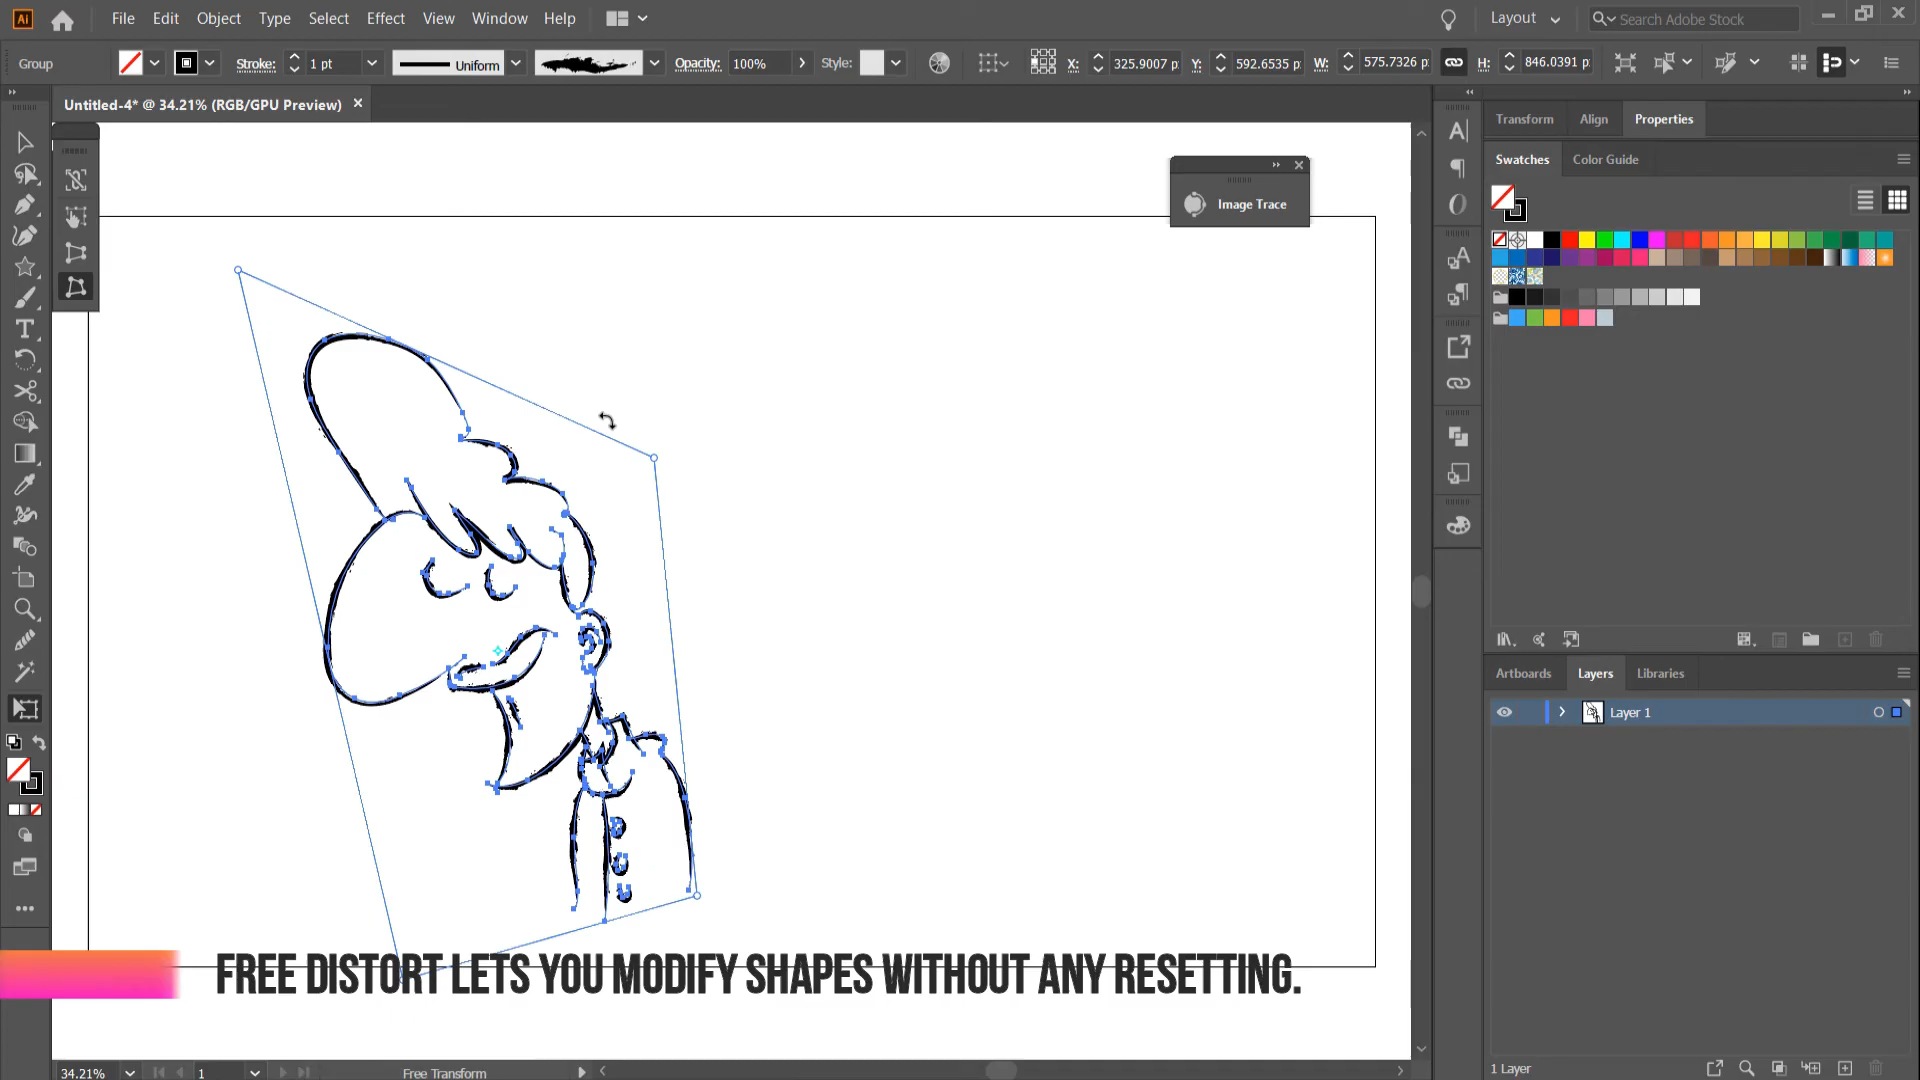 Ai File Edit Object Type Select Effect View Window Help Layout Search Adobe Stock
Group Stroke: 1 pt Uniform Opacity: 100% Style: X: 325.9007 p Y: 592.6535 p W: 575.7326 p H: 846.0391 p
Untitled-4* @ 34.21% (RGB/GPU Preview)
Transform Align Properties
Swatches Color Guide
Image Trace
Artboards Layers Libraries
Layer 1
FREE DISTORT LETS YOU MODIFY SHAPES WITHOUT ANY RESETTING.
34.21% 1 Free Transform
1 Layer